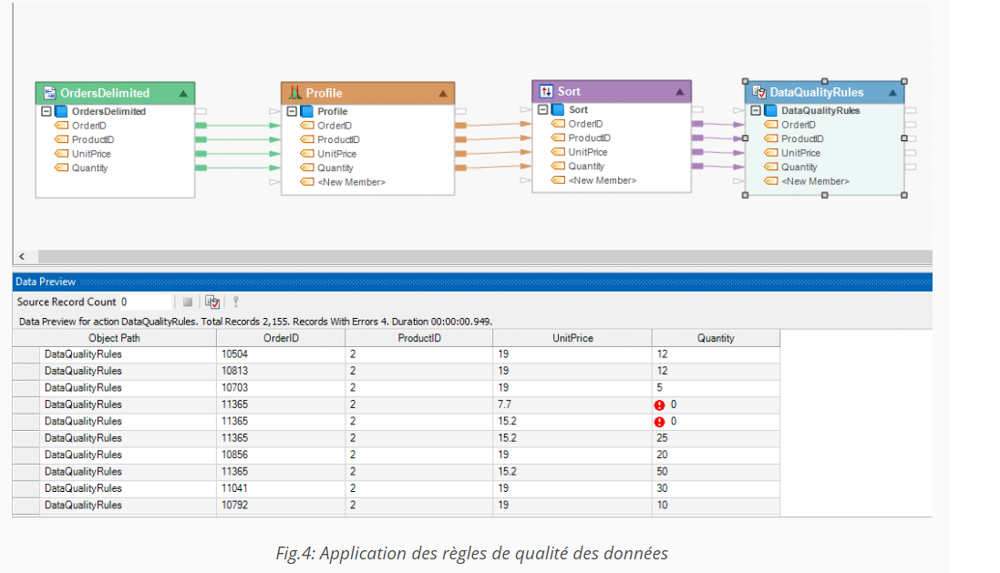 OrdersDelimited
OrdersDelimited
OrderID
ProductID
UnitPrice
Quantity
Profile
Profile
OrderID
ProductID
UnitPrice
Quantity
<New Member>
Sort
Sort
OrderID
ProductID
UnitPrice
Quantity
<New Member>
DataQualityRules
DataQualityRules
OrderID
ProductID
UnitPrice
Quantity
<New Member>
Data Preview
Source Record Count 0
Data Preview for action DataQualityRules. Total Records 2,155. Records With Errors 4. Duration 00:00:00.949.
Object Path OrderID ProductID UnitPrice Quantity
DataQualityRules 10504 2 19 12
DataQualityRules 10813 2 19 12
DataQualityRules 10703 2 19 5
DataQualityRules 11365 2 7.7 0
DataQualityRules 11365 2 15.2 0
DataQualityRules 11365 2 15.2 25
DataQualityRules 10856 2 19 20
DataQualityRules 11365 2 15.2 50
DataQualityRules 11041 2 19 30
DataQualityRules 10792 2 19 10
Fig.4: Application des règles de qualité des données